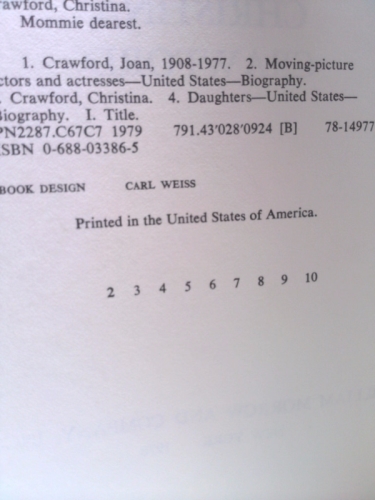 rawford, Christina.
Mommie dearest.
1. Crawford, Joan, 1908-1977. 2. Moving-picture
ctors and actresses—United States—Biography.
. Crawford, Christina. 4. Daughters—United States—
iography. I. Title.
PN2287.C67C7 1979 791.43'028'0924 [B] 78-14977
ISBN 0-688-03386-5
BOOK DESIGN CARL WEISS
Printed in the United States of America.
2 3 4 5 6 7 8 9 10